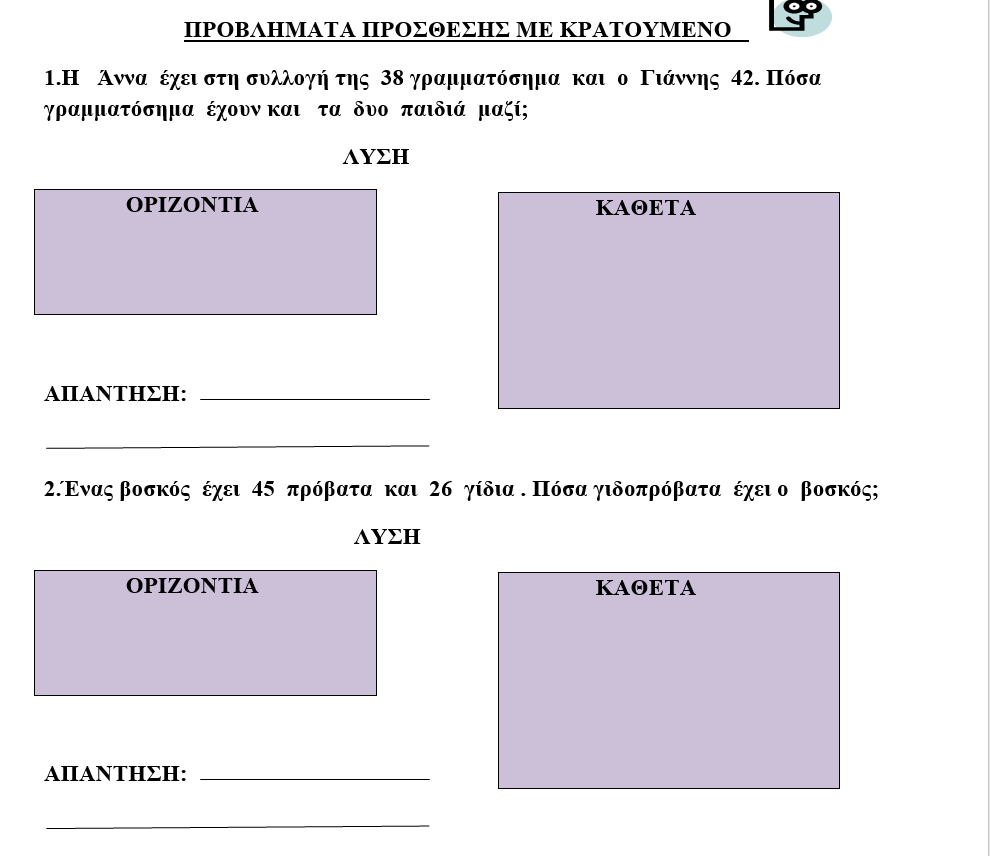 ΠΡΟΒΛΗΜΑΤΑ ΠΡΟΣΘΕΣΗΣ ΜΕ ΚΡΑΤΟΥΜΕΝΟ
1.Η Άννα έχει στη συλλογή της 38 γραμματόσημα και ο Γιάννης 42. Πόσα
γραμματόσημα έχουν και τα δυο παιδιά μαζί;
ΛΥΣΗ
ΟΡΙΖΟΝΤΙΑ
ΚΑΘΕΤΑ
ΑΠΑΝΤΗΣΗ:
2.Ένας βοσκός έχει 45 πρόβατα και 26 γίδια . Πόσα γιδοπρόβατα έχει ο βοσκός;
ΛΥΣΗ
ΟΡΙΖΟΝΤΙΑ
ΚΑΘΕΤΑ
ΑΠΑΝΤΗΣΗ: